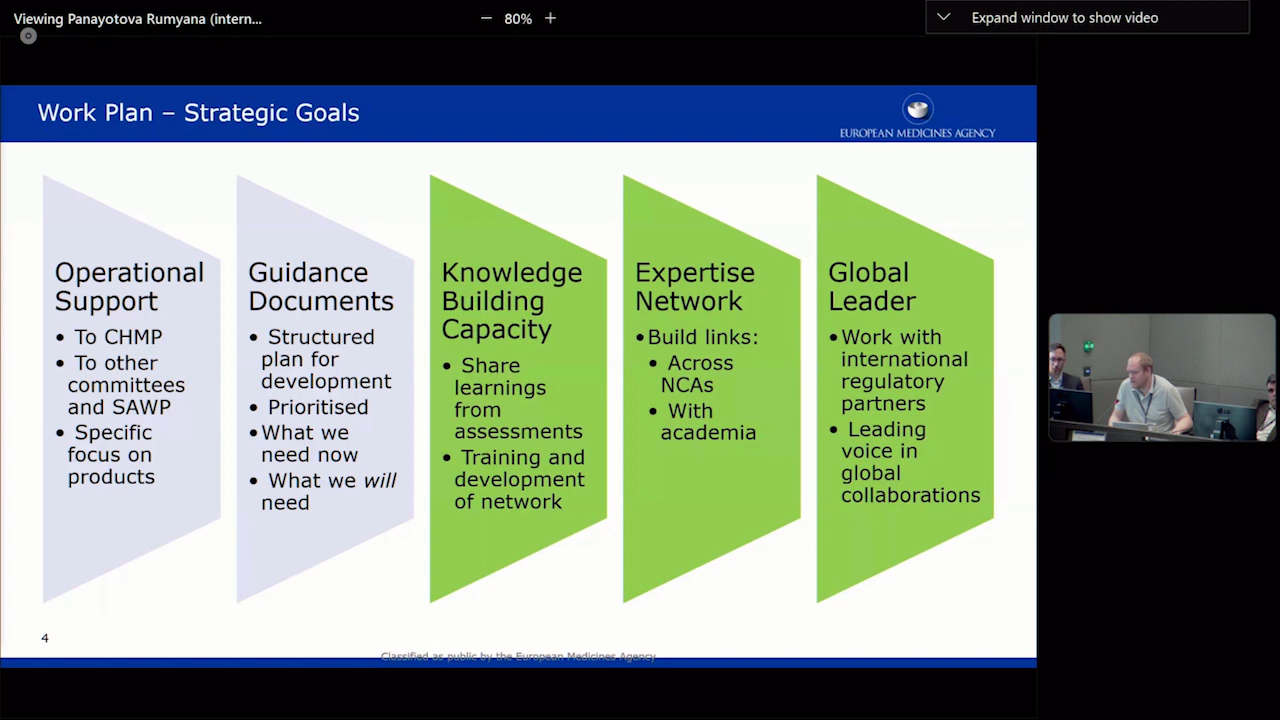 Viewing Panayotova Rumyana (intern...
− 80% +
Expand window to show video
Work Plan – Strategic Goals
EUROPEAN MEDICINES AGENCY
Operational
Support
• To CHMP
• To other
committees
and SAWP
• Specific
focus on
products
Guidance
Documents
• Structured
plan for
development
• Prioritised
•What we
need now
• What we will
need
Knowledge
Building
Capacity
• Share
learnings
from
assessments
• Training and
development
of network
Expertise
Network
•Build links:
• Across
NCAs
• With
academia
Global
Leader
•Work with
international
regulatory
partners
• Leading
voice in
global
collaborations
4
Classified as public by the European Medicines Agency